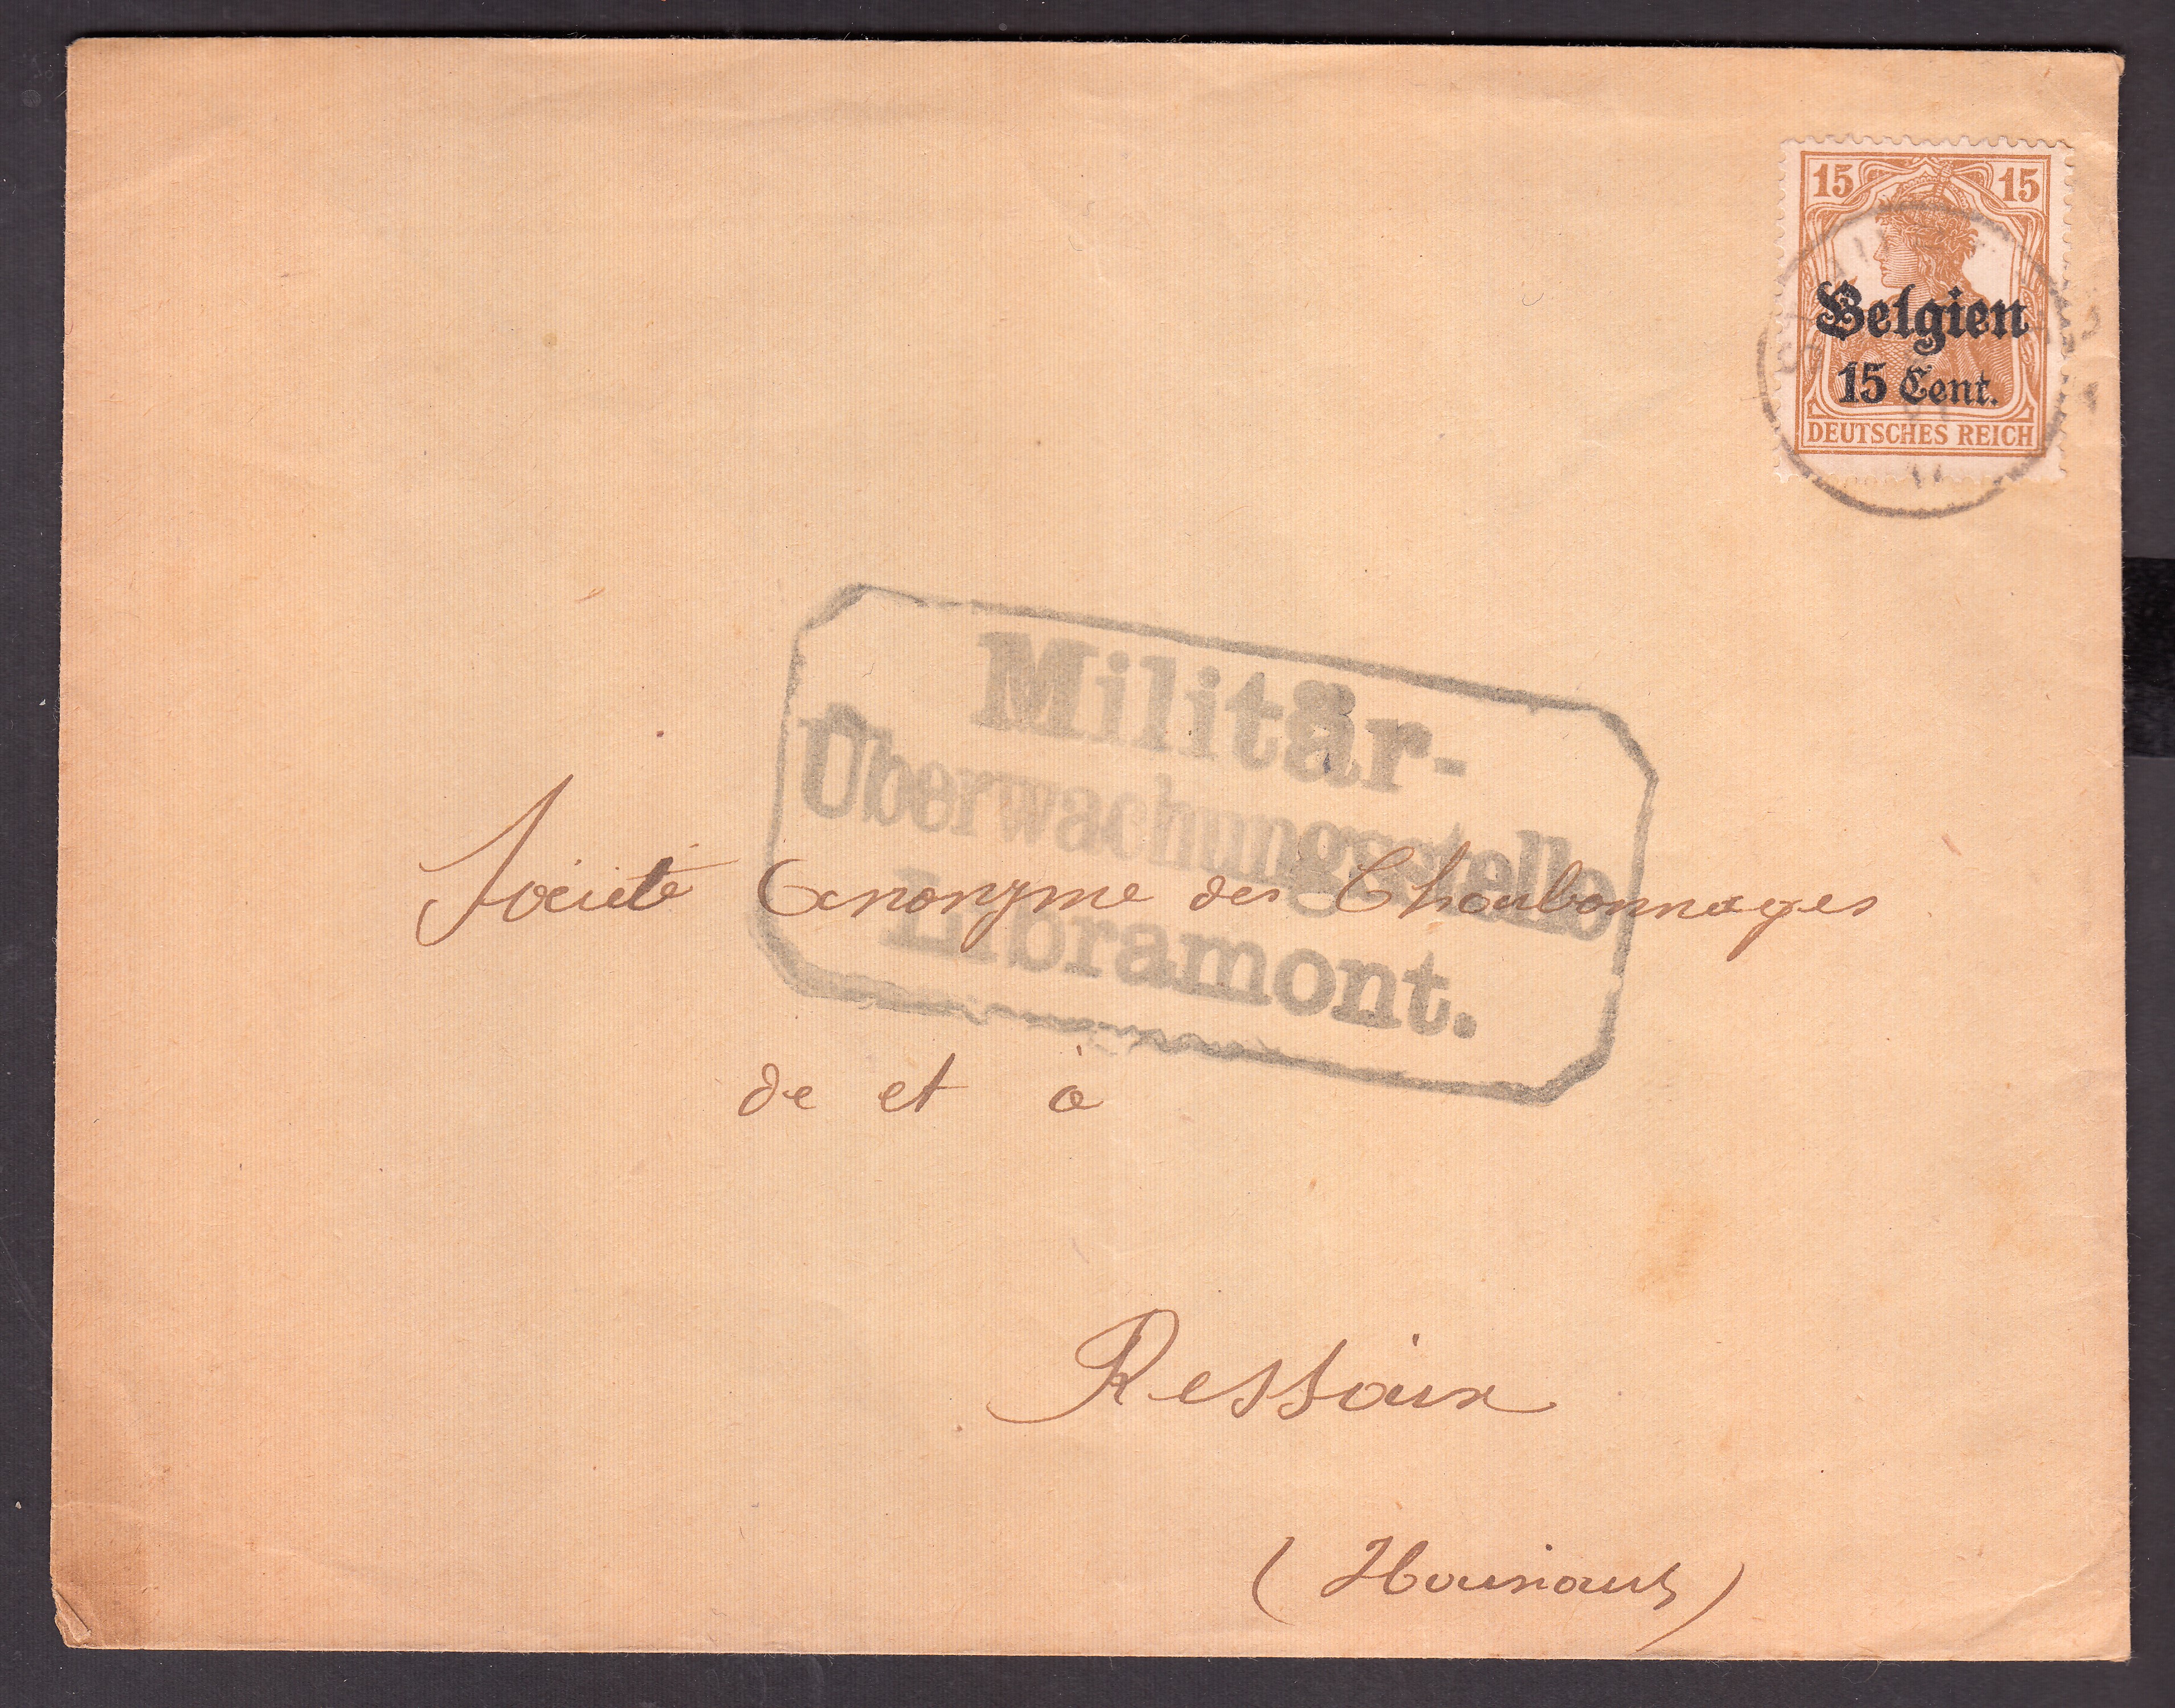 15 15
Belgien
15 Cent.
DEUTSCHES REICH
Militär-
Überwachungsstelle
Libramont.
Société Anonyme des Charbonnages
de et à
Ressaix
(Hainaut)